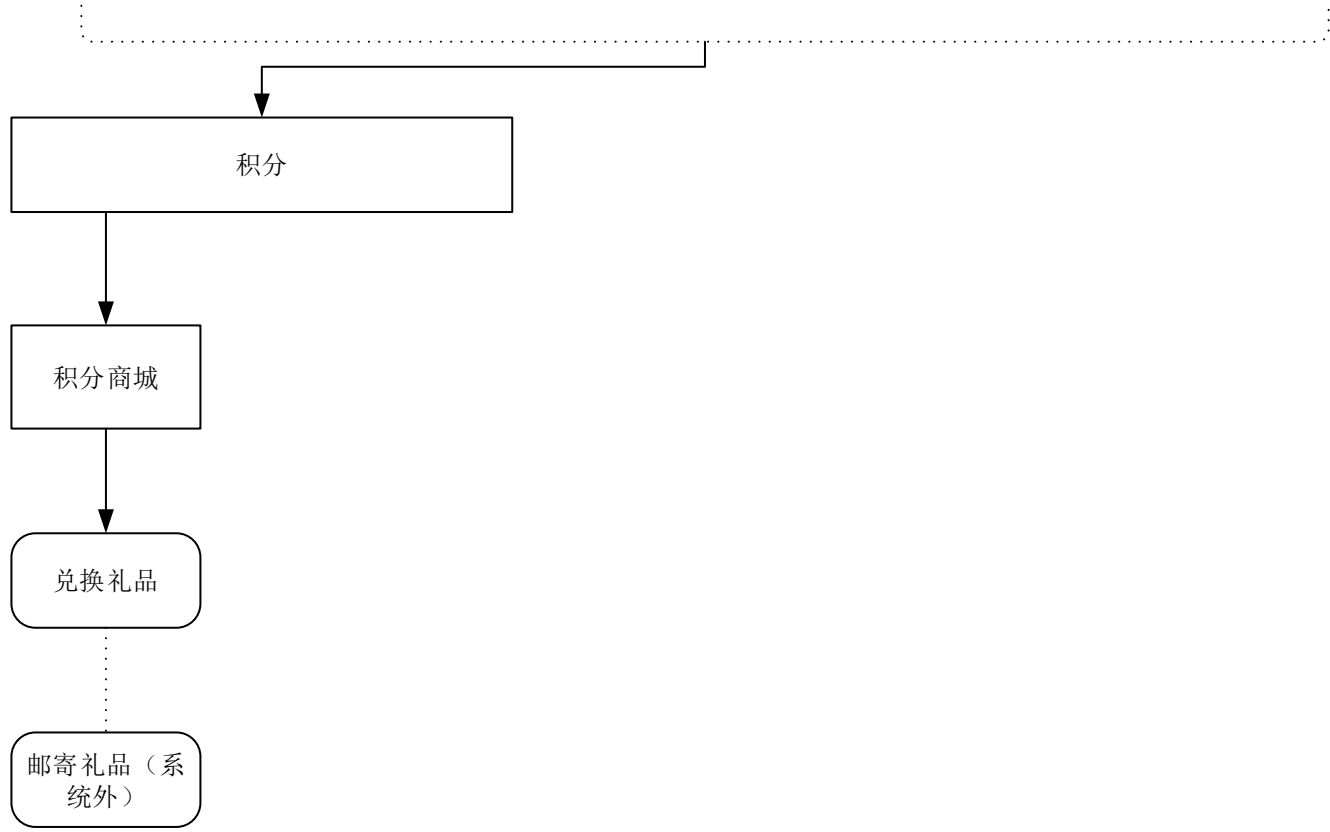 积分
积分商城
兑换礼品
邮寄礼品（系
统外）